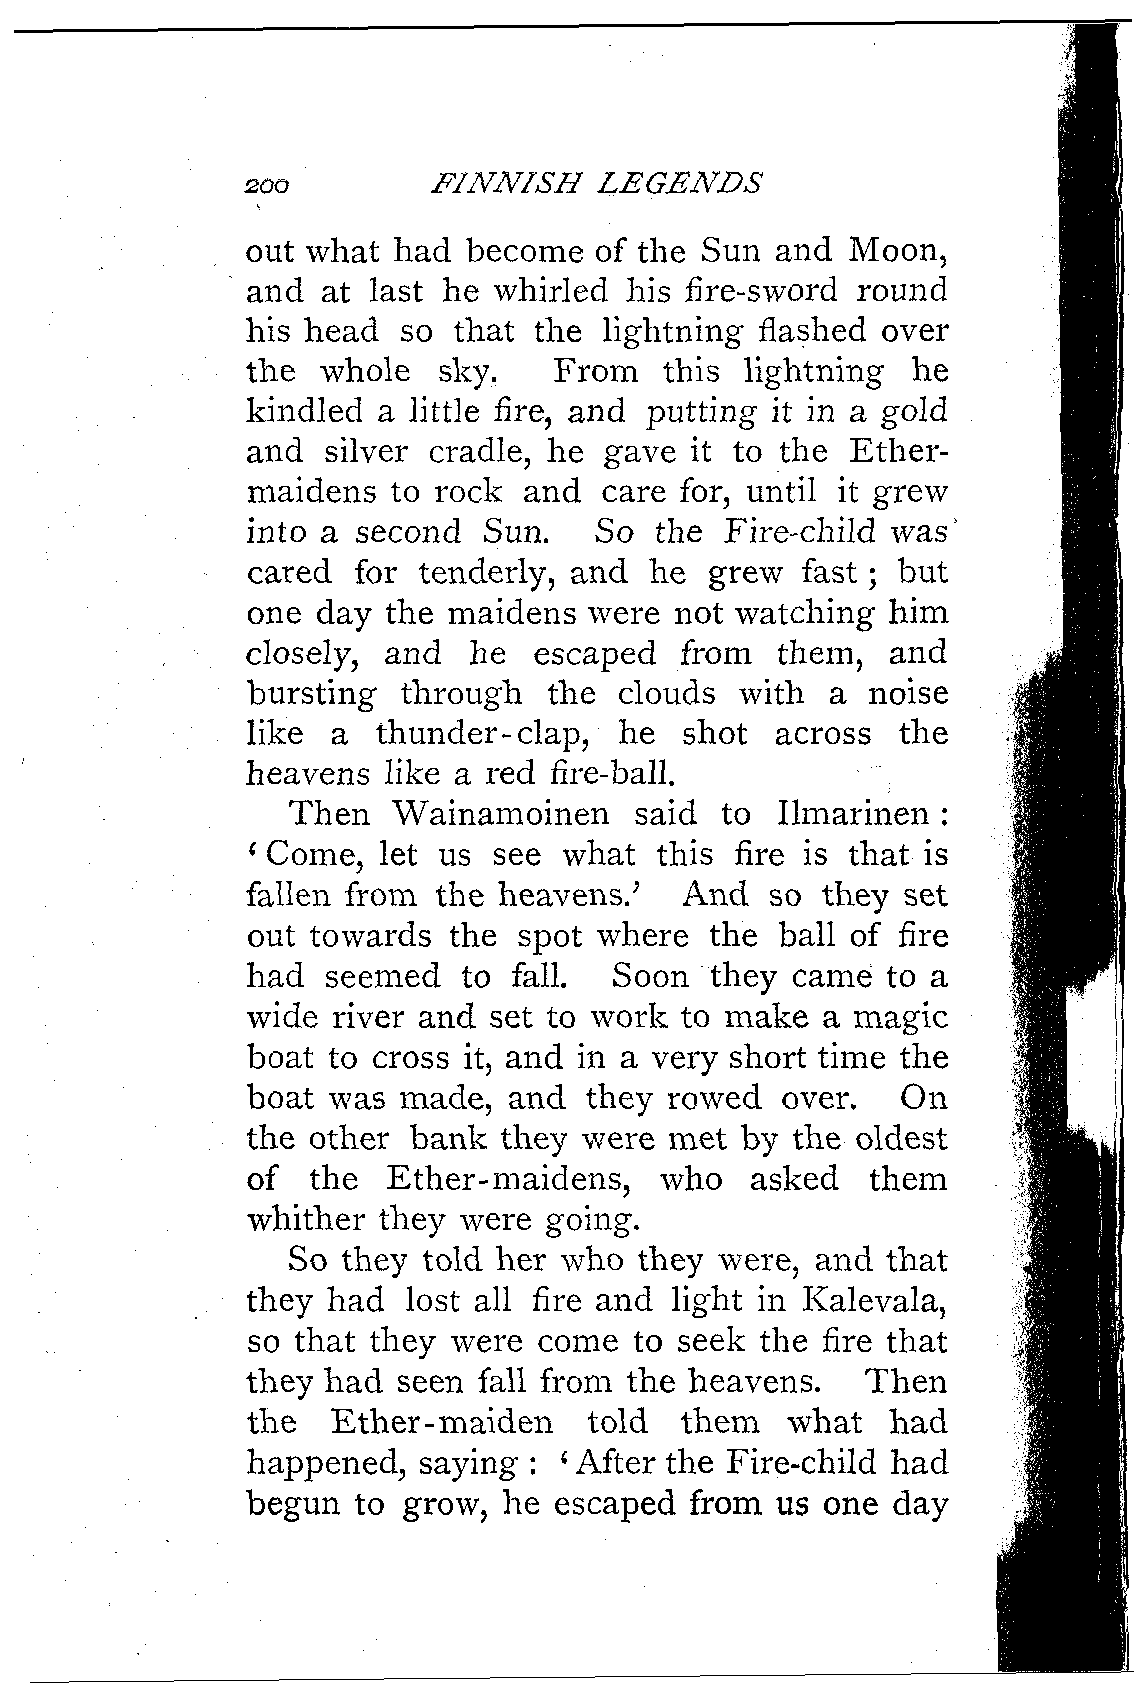 200 FINNISH LEGENDS
out what had become of the Sun and Moon,
and at last he whirled his fire-sword round
his head so that the lightning flashed over
the whole sky. From this lightning he
kindled a little fire, and putting it in a gold
and silver cradle, he gave it to the Ether-
maidens to rock and care for, until it grew
into a second Sun. So the Fire-child was
cared for tenderly, and he grew fast ; but
one day the maidens were not watching him
closely, and he escaped from them, and
bursting through the clouds with a noise
like a thunder-clap, he shot across the
heavens like a red fire-ball.
Then Wainamoinen said to Ilmarinen :
‘ Come, let us see what this fire is that is
fallen from the heavens.’ And so they set
out towards the spot where the ball of fire
had seemed to fall. Soon they came to a
wide river and set to work to make a magic
boat to cross it, and in a very short time the
boat was made, and they rowed over. On
the other bank they were met by the oldest
of the Ether-maidens, who asked them
whither they were going.
So they told her who they were, and that
they had lost all fire and light in Kalevala,
so that they were come to seek the fire that
they had seen fall from the heavens. Then
the Ether-maiden told them what had
happened, saying : ‘ After the Fire-child had
begun to grow, he escaped from us one day